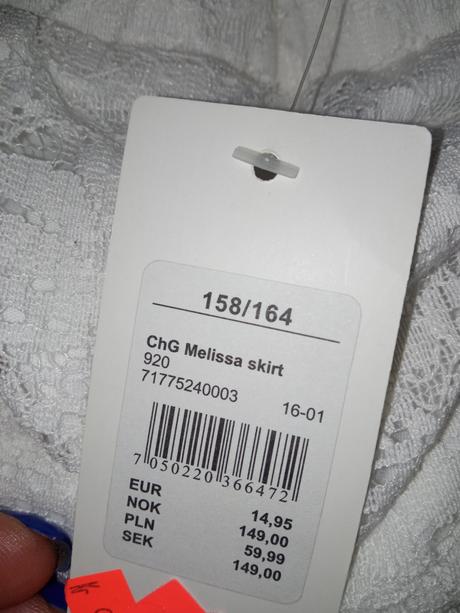 158/164
ChG Melissa skirt
920
71775240003 16-01
7 050220 366472
EUR 14,95
NOK 149,00
PLN 59,99
SEK 149,00